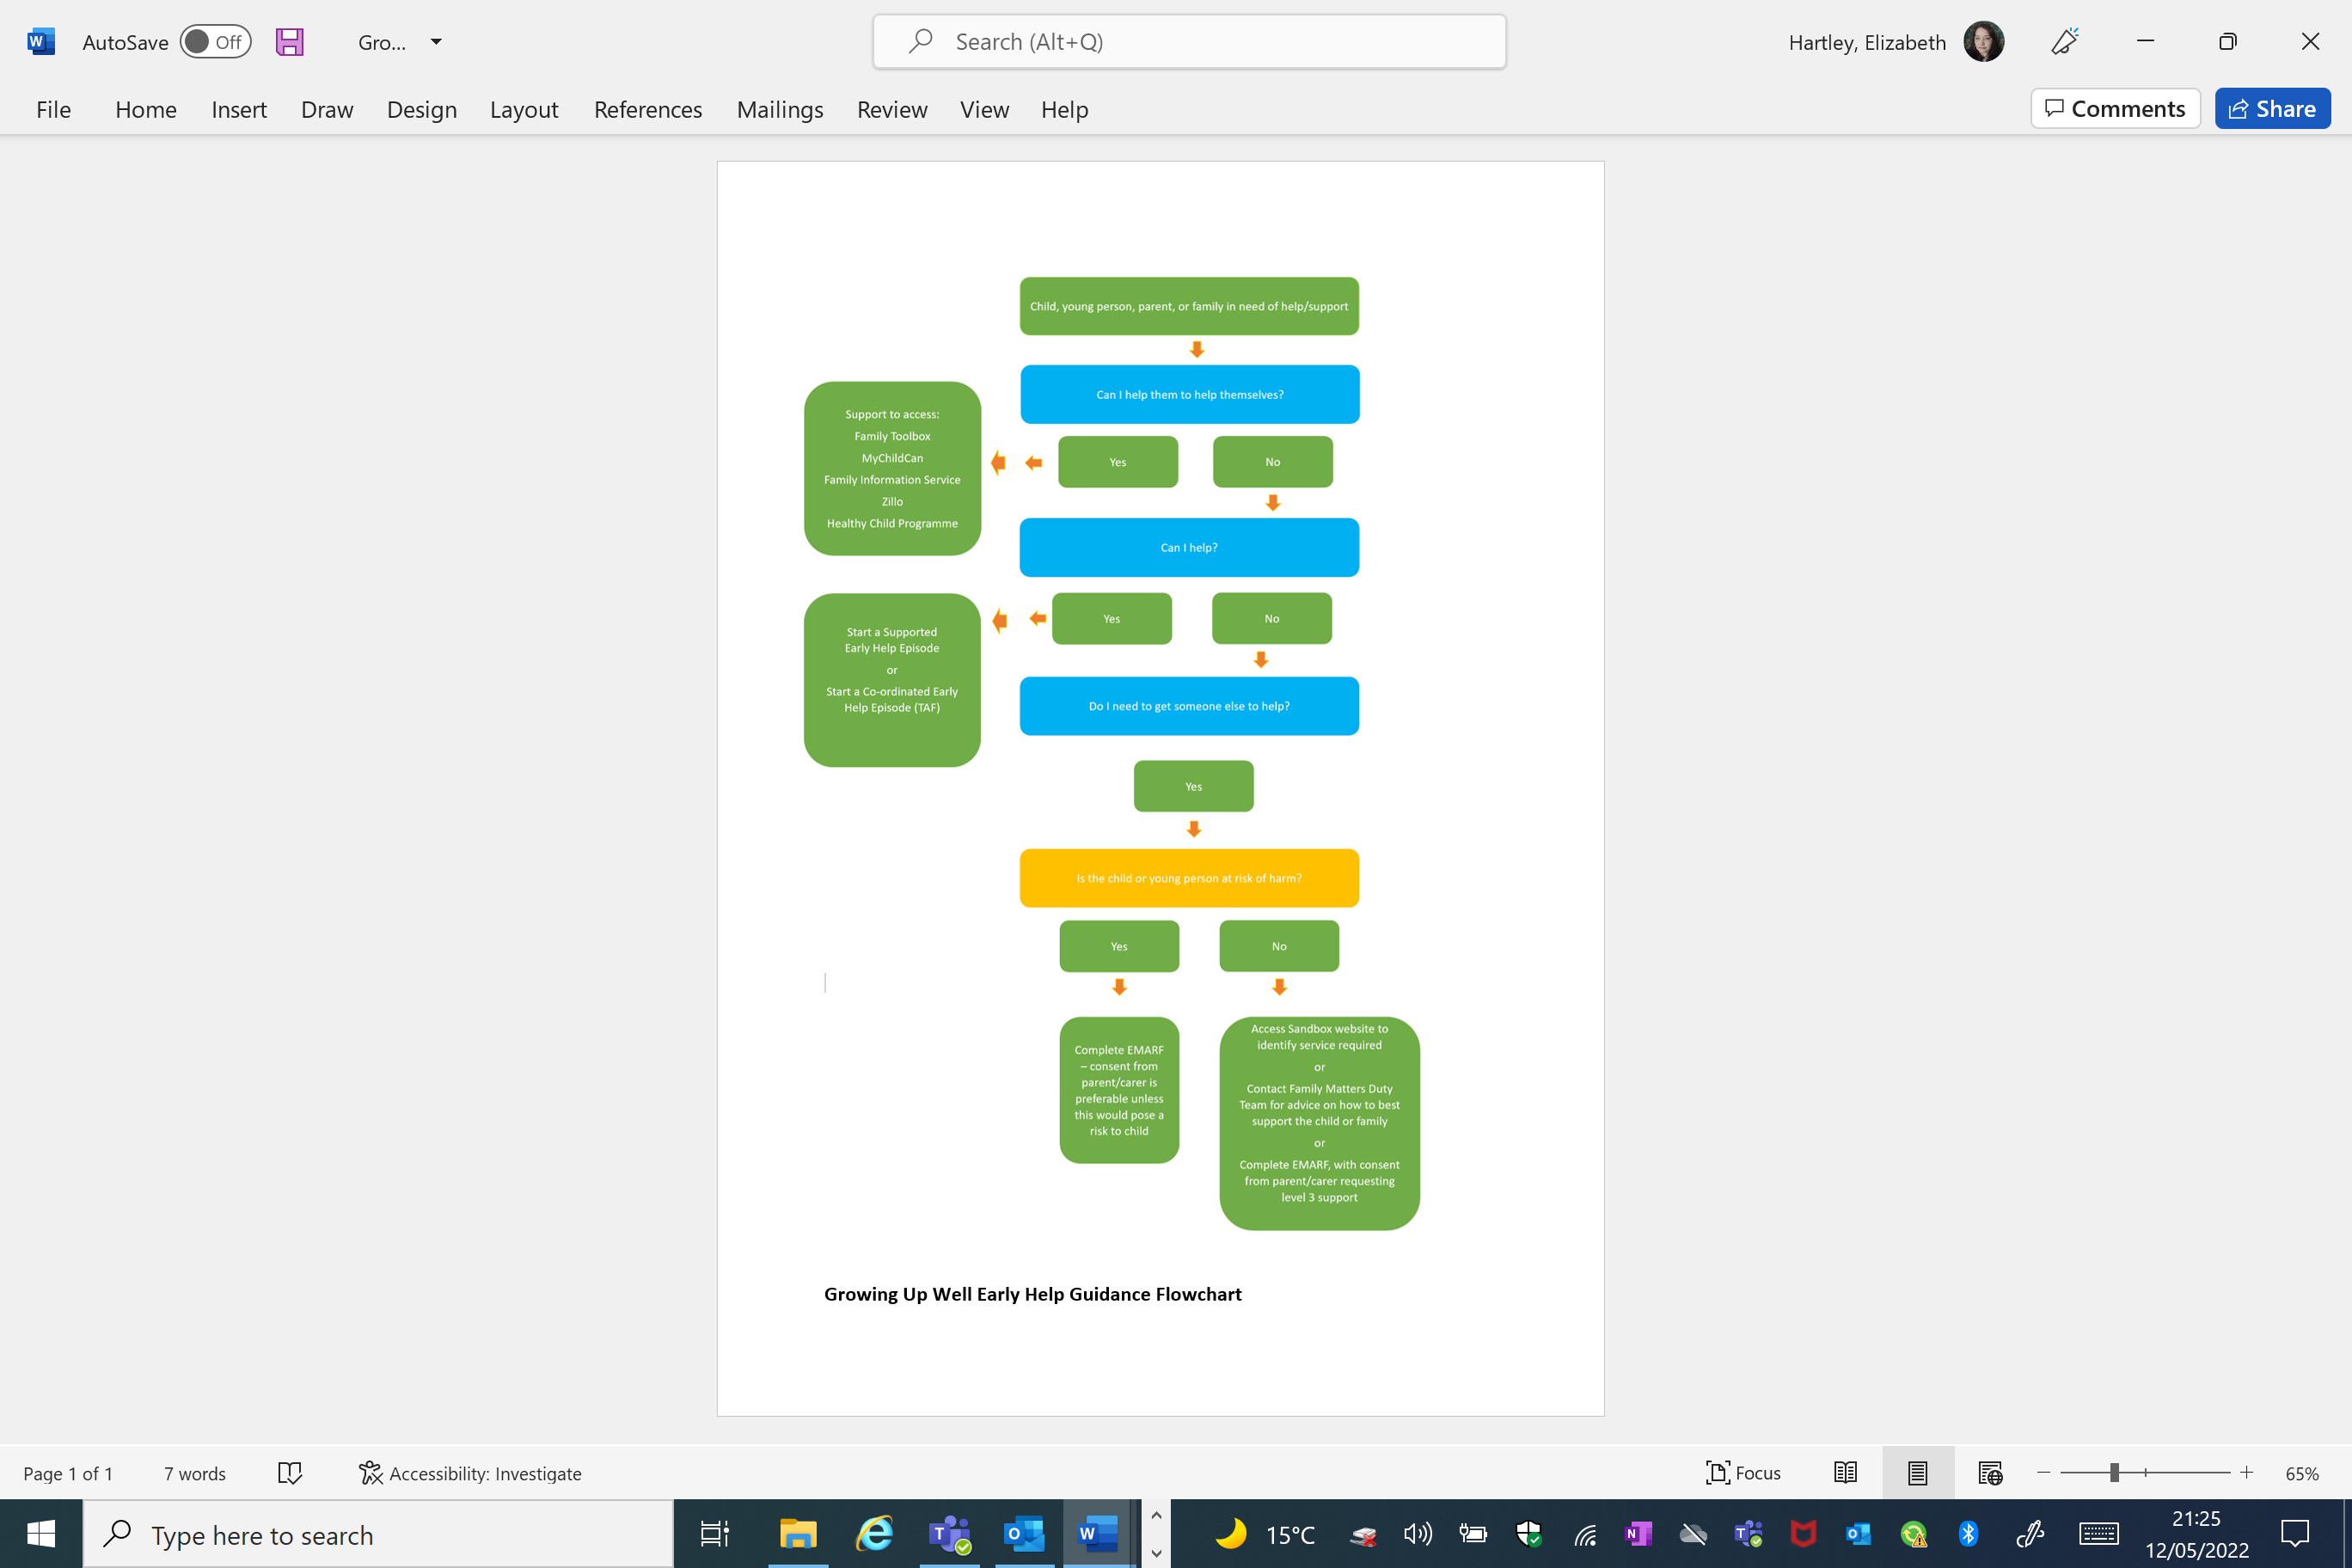 AutoSave
Off
Gro...
Search (Alt+Q)
Hartley, Elizabeth
File
Home
Insert
Draw
Design
Layout
References
Mailings
Review
View
Help
Comments
Share
Child, young person, parent, or family in need of help/support
Can I help them to help themselves?
Support to access:
Family Toolbox
MyChildCan
Family Information Service
Zillo
Healthy Child Programme
Yes
No
Can I help?
Start a Supported
Early Help Episode
or
Start a Co-ordinated Early
Help Episode (TAF)
Yes
No
Do I need to get someone else to help?
Yes
Is the child or young person at risk of harm?
Yes
No
Complete EMARF
– consent from
parent/carer is
preferable unless
this would pose a
risk to child
Access Sandbox website to
identify service required
or
Contact Family Matters Duty
Team for advice on how to best
support the child or family
or
Complete EMARF, with consent
from parent/carer requesting
level 3 support
Growing Up Well Early Help Guidance Flowchart
Page 1 of 1
7 words
Accessibility: Investigate
Focus
65%
Type here to search
15°C
21:25
12/05/2022